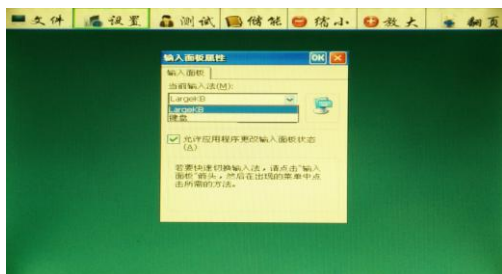 文件 设置 测试 储能 缩小 放大 翻页
输入面板属性 OK
输入面板
当前输入法(M):
LargeKB
LargeKB
键盘
允许应用程序更改输入面板状态
(A)
若要快速切换输入法，请点击"输入
面板"箭头，然后在出现的菜单中点
击所需的方法。